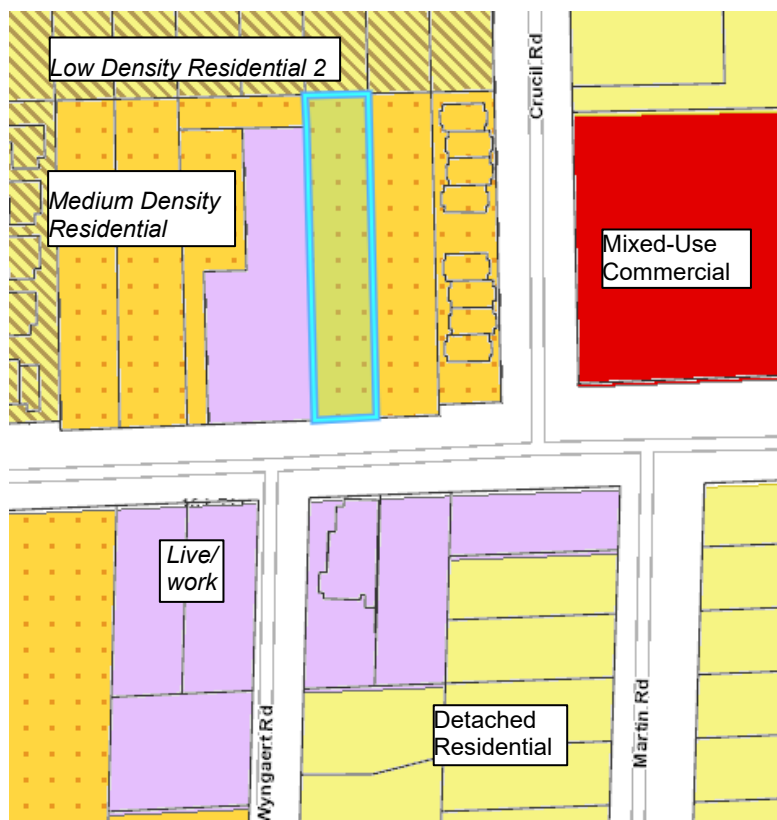 Low Density Residential 2
Crucil Rd
Medium Density
Residential
Mixed-Use
Commercial
Live/
work
Wyngaert Rd
Detached
Residential
Martin Rd